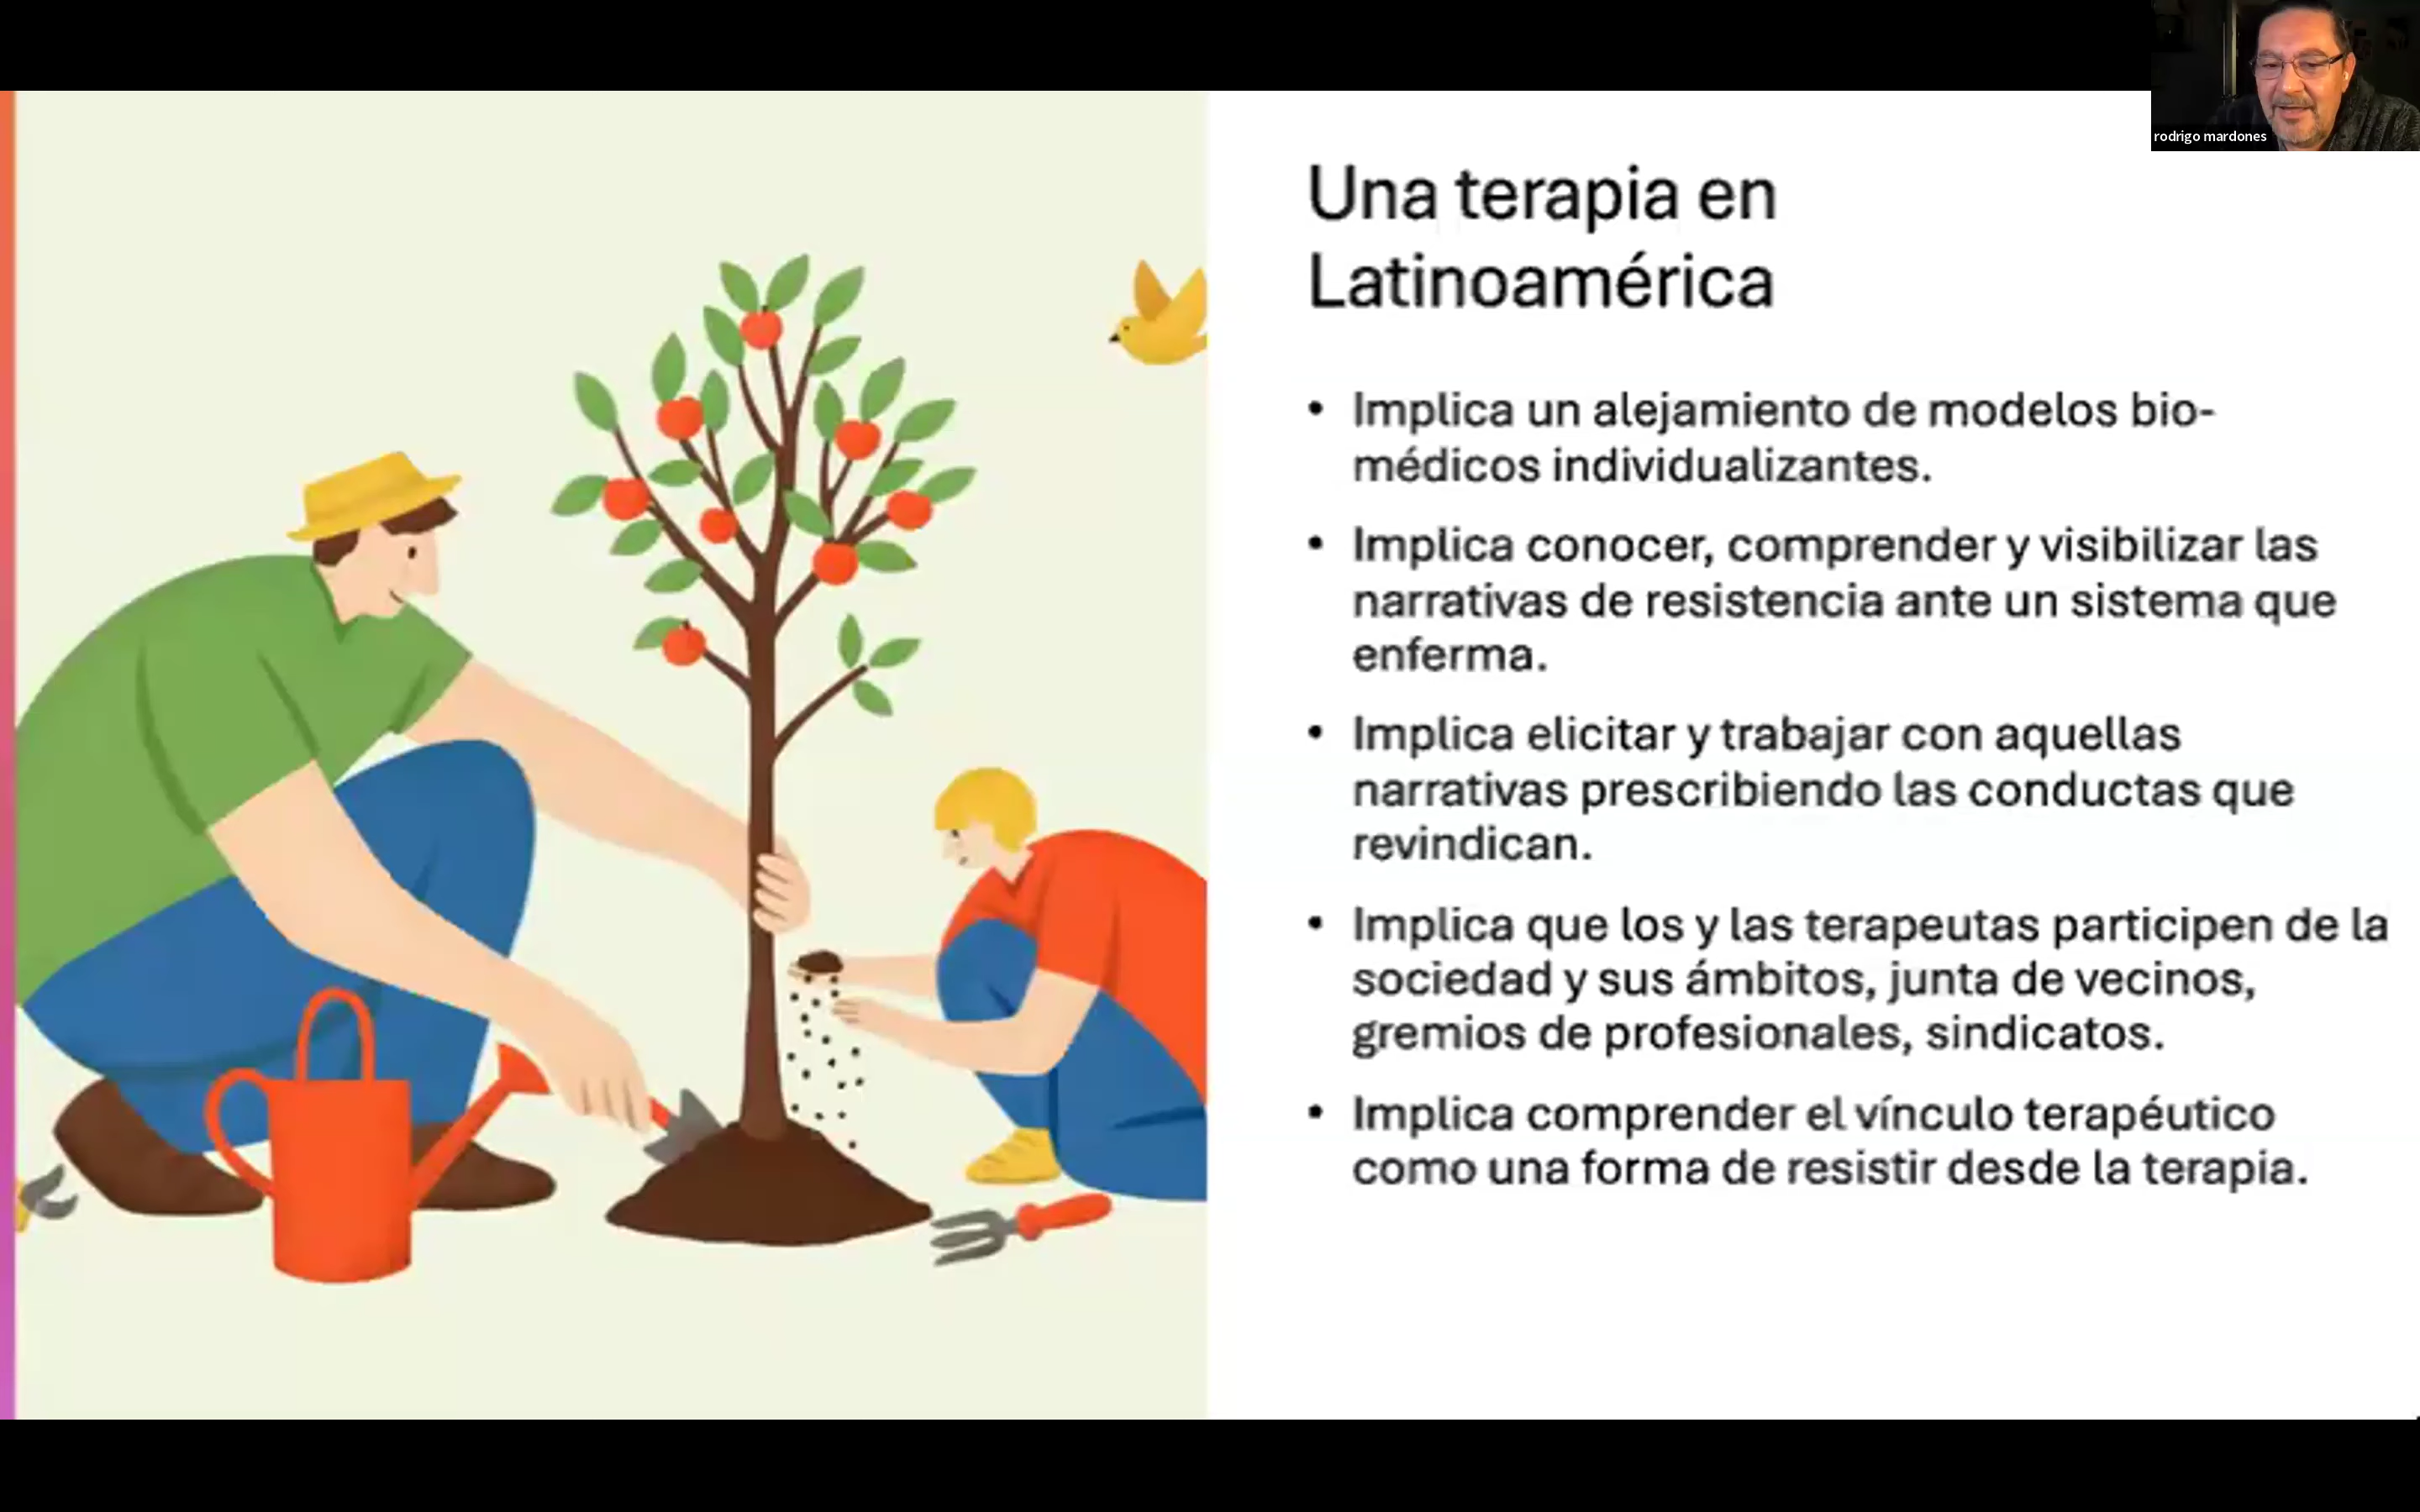 rodrigo mardones
Una terapia en
Latinoamérica
• Implica un alejamiento de modelos bio-
médicos individualizantes.
• Implica conocer, comprender y visibilizar las
narrativas de resistencia ante un sistema que
enferma.
• Implica elicitar y trabajar con aquellas
narrativas prescribiendo las conductas que
revindican.
• Implica que los y las terapeutas participen de la
sociedad y sus ámbitos, junta de vecinos,
gremios de profesionales, sindicatos.
• Implica comprender el vínculo terapéutico
como una forma de resistir desde la terapia.